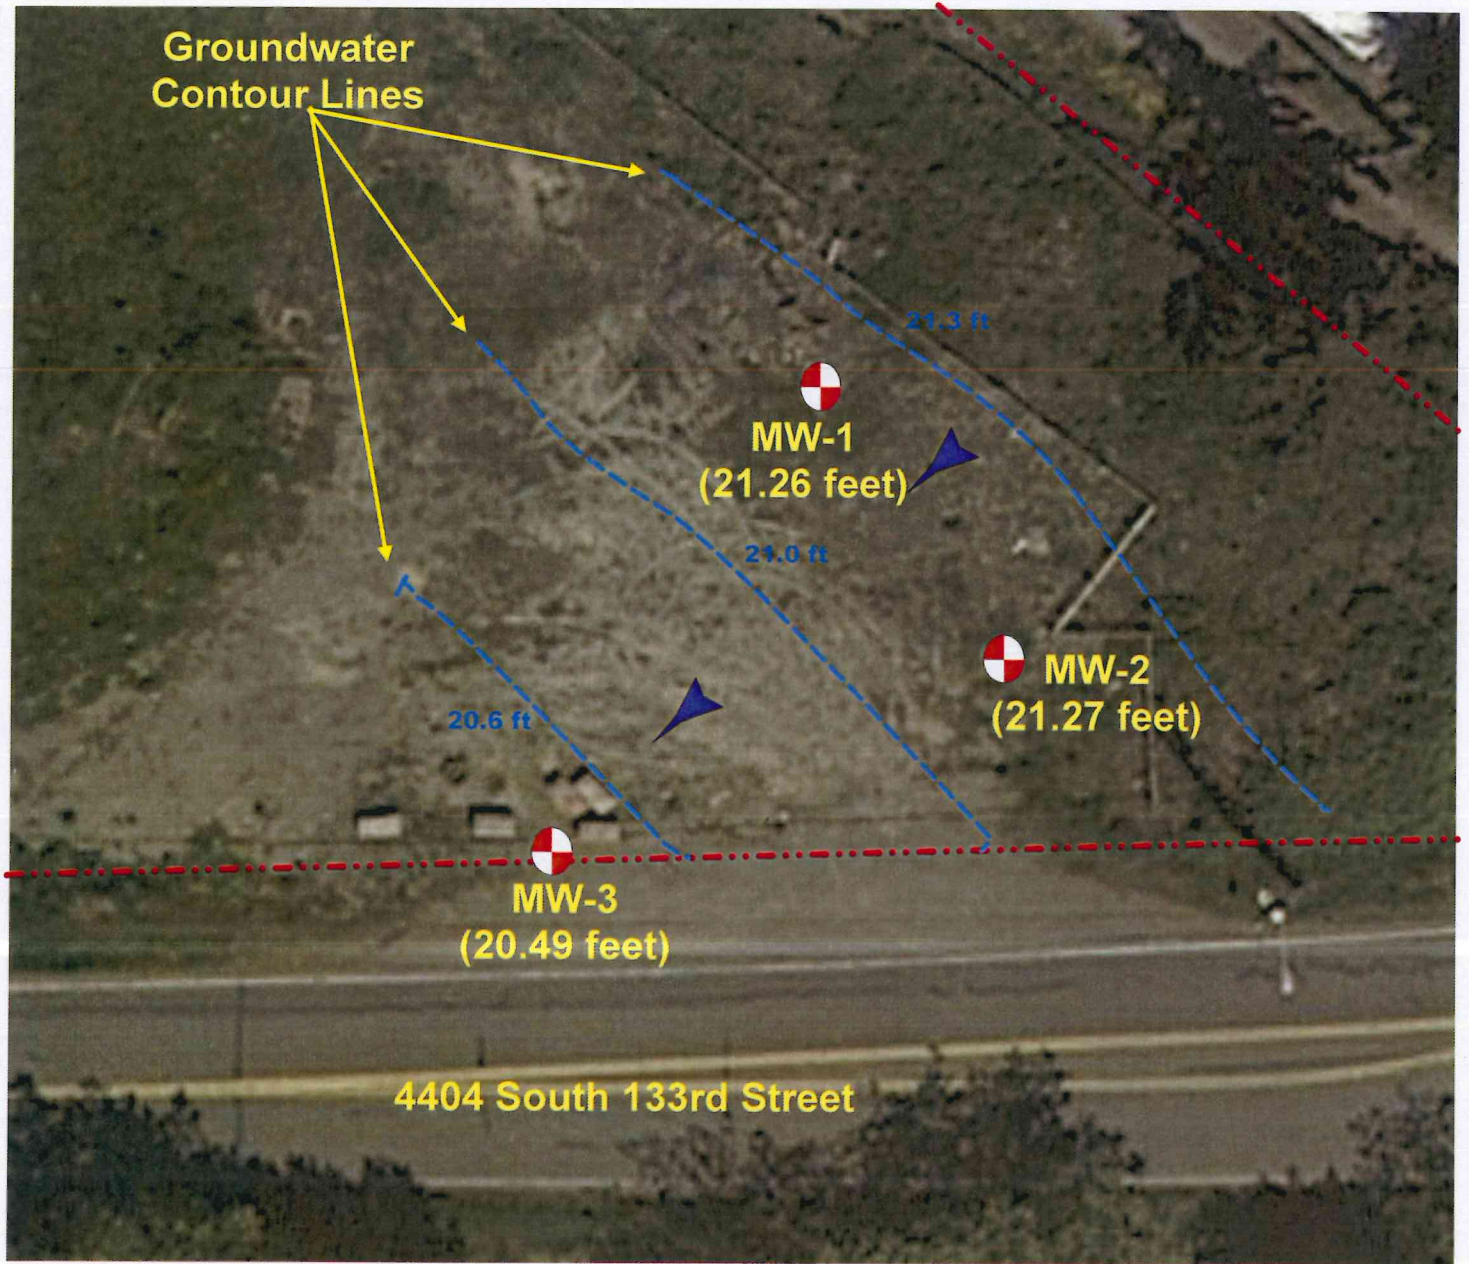 Groundwater
Contour Lines
21.3 ft
MW-1
(21.26 feet)
21.0 ft
MW-2
(21.27 feet)
20.6 ft
MW-3
(20.49 feet)
4404 South 133rd Street